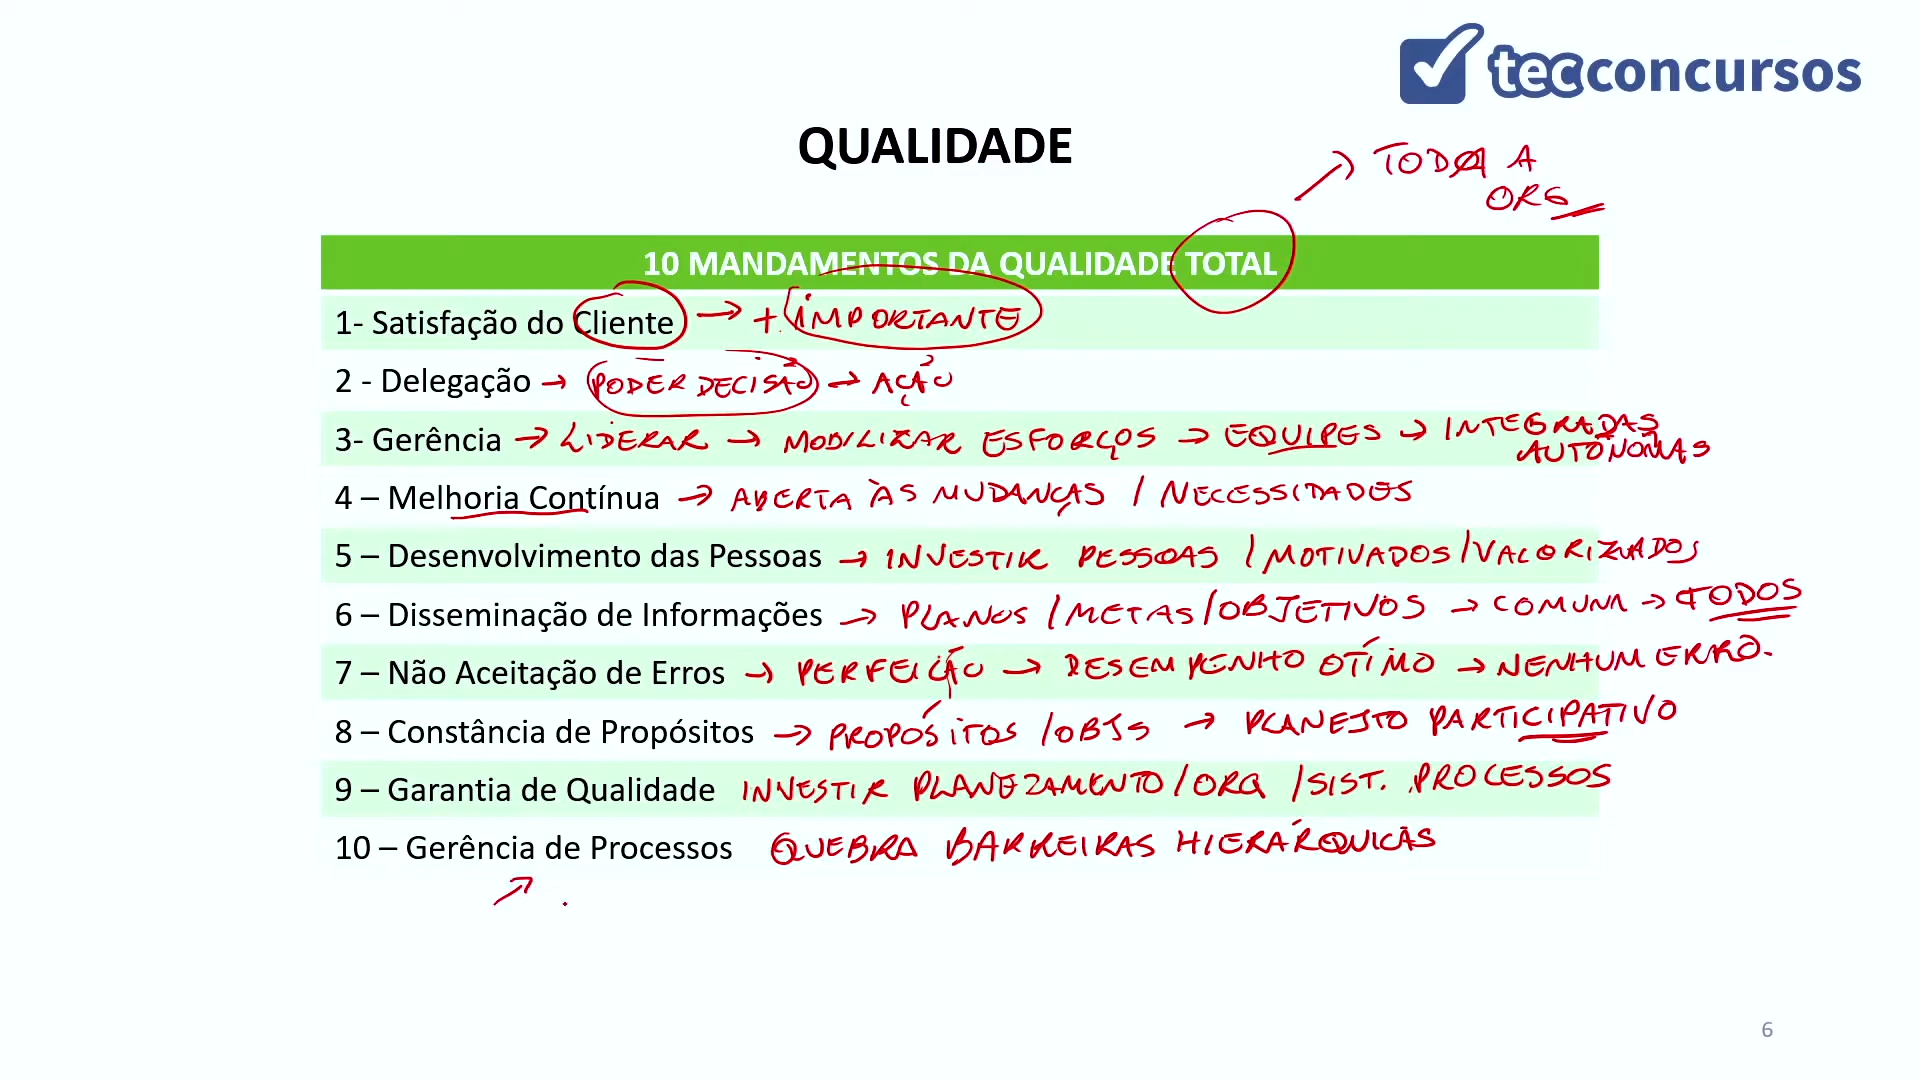 tecconcursos
QUALIDADE
TODA A
ORG
10 MANDAMENTOS DA QUALIDADE TOTAL
1- Satisfação do Cliente → + IMPORTANTE
2 - Delegação → PODER DECISÃO → AÇÃO
3- Gerência → LIDERAR → MOBILIZAR ESFORÇOS → EQUIPES → INTEGRADAS
AUTÔNOMAS
4 – Melhoria Contínua → ABERTA ÀS MUDANÇAS / NECESSIDADES
5 – Desenvolvimento das Pessoas → INVESTIR PESSOAS / MOTIVADOS / VALORIZADOS
6 – Disseminação de Informações → PLANOS / METAS / OBJETIVOS → COMUNA → TODOS
7 – Não Aceitação de Erros → PERFEIÇÃO → DESEMPENHO ÓTIMO → NENHUM ERRO.
8 – Constância de Propósitos → PROPÓSITOS / OBJS → PLANEJTO PARTICIPATIVO
9 – Garantia de Qualidade INVESTIR PLANEJAMENTO / ORG / SIST. PROCESSOS
10 – Gerência de Processos QUEBRA BARREIRAS HIERÁRQUICAS
6